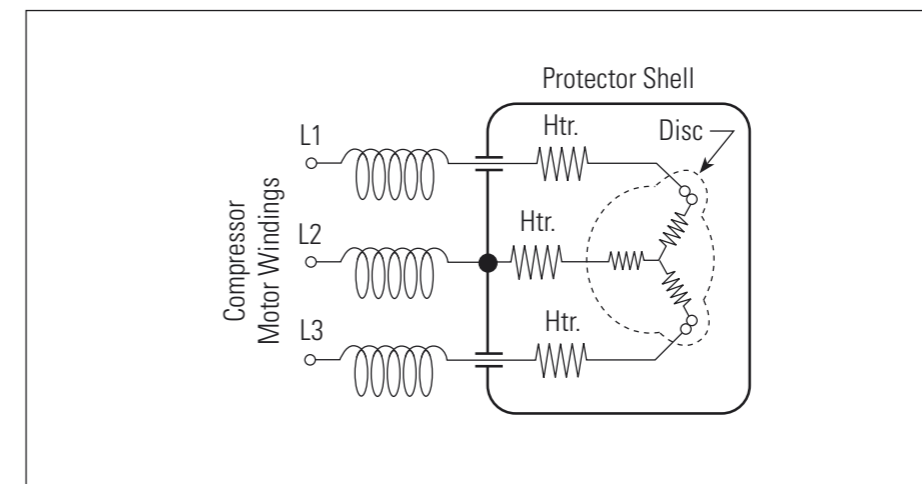 Protector Shell
Htr.
Disc
L1
Htr.
L2
Compressor
Motor Windings
Htr.
L3